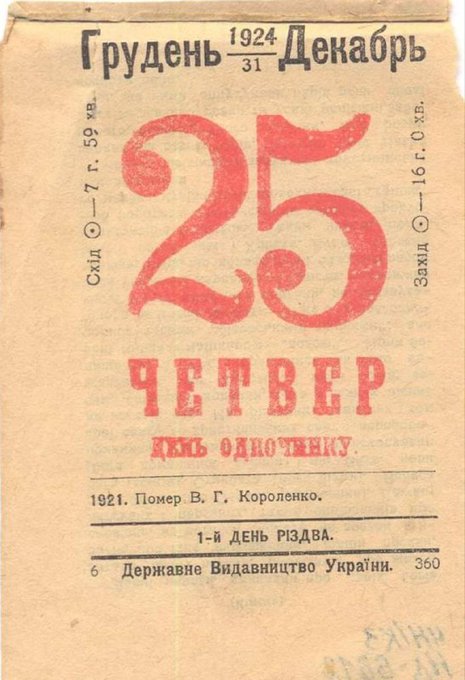 Грудень 1924/31 Декабрь
Схід ☉ — 7 г. 59 хв.
25
Захід ☉ — 16 г. 0 хв.
ЧЕТВЕР
ДЕНЬ ОДПОЧИНКУ.
1921. Помер В. Г. Короленко.
1-й ДЕНЬ РІЗДВА.
6 Державне Видавництво України. 360